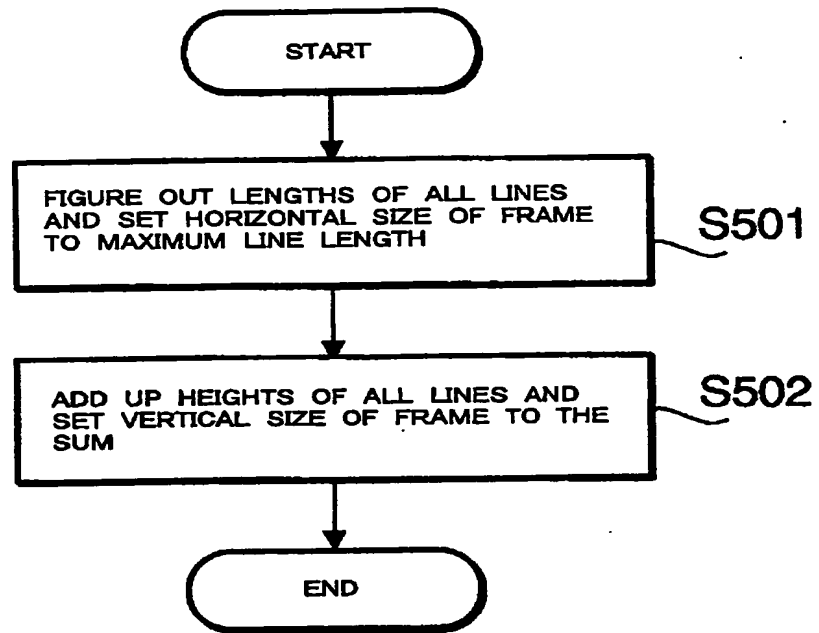 START
FIGURE OUT LENGTHS OF ALL LINES
AND SET HORIZONTAL SIZE OF FRAME
TO MAXIMUM LINE LENGTH
S501
ADD UP HEIGHTS OF ALL LINES AND
SET VERTICAL SIZE OF FRAME TO THE
SUM
S502
END